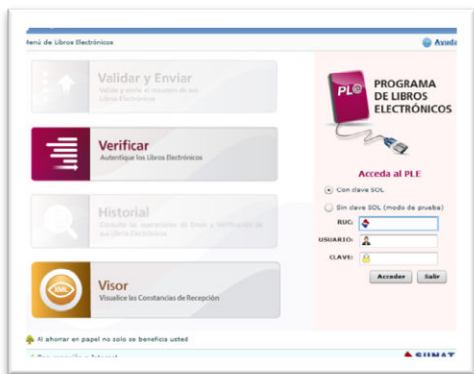 Menú de Libros Electrónicos
Ayuda
Validar y Enviar
Valide y envíe el resumen de sus
Libros Electrónicos
Verificar
Autentique los Libros Electrónicos
Historial
Consulte las operaciones de Envío y Verificación de
sus Libros Electrónicos
XML
Visor
Visualice las Constancias de Recepción
PL@
PROGRAMA
DE LIBROS
ELECTRÓNICOS
Acceda al PLE
Con clave SOL
Sin clave SOL (modo de prueba)
RUC:
USUARIO:
CLAVE:
Acceder
Salir
Al ahorrar en papel no solo se beneficia usted
SUNAT